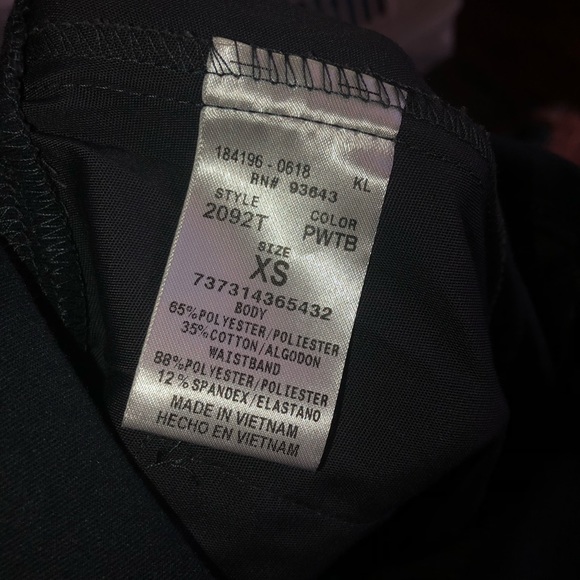 184196 - 0618 KL
RN# 93643
STYLE COLOR
2092T PWTB
SIZE
XS
737314365432
BODY
65%POLYESTER/POLIESTER
35%COTTON/ALGODON
WAISTBAND
88%POLYESTER/POLIESTER
12%SPANDEX/ELASTANO
MADE IN VIETNAM
HECHO EN VIETNAM